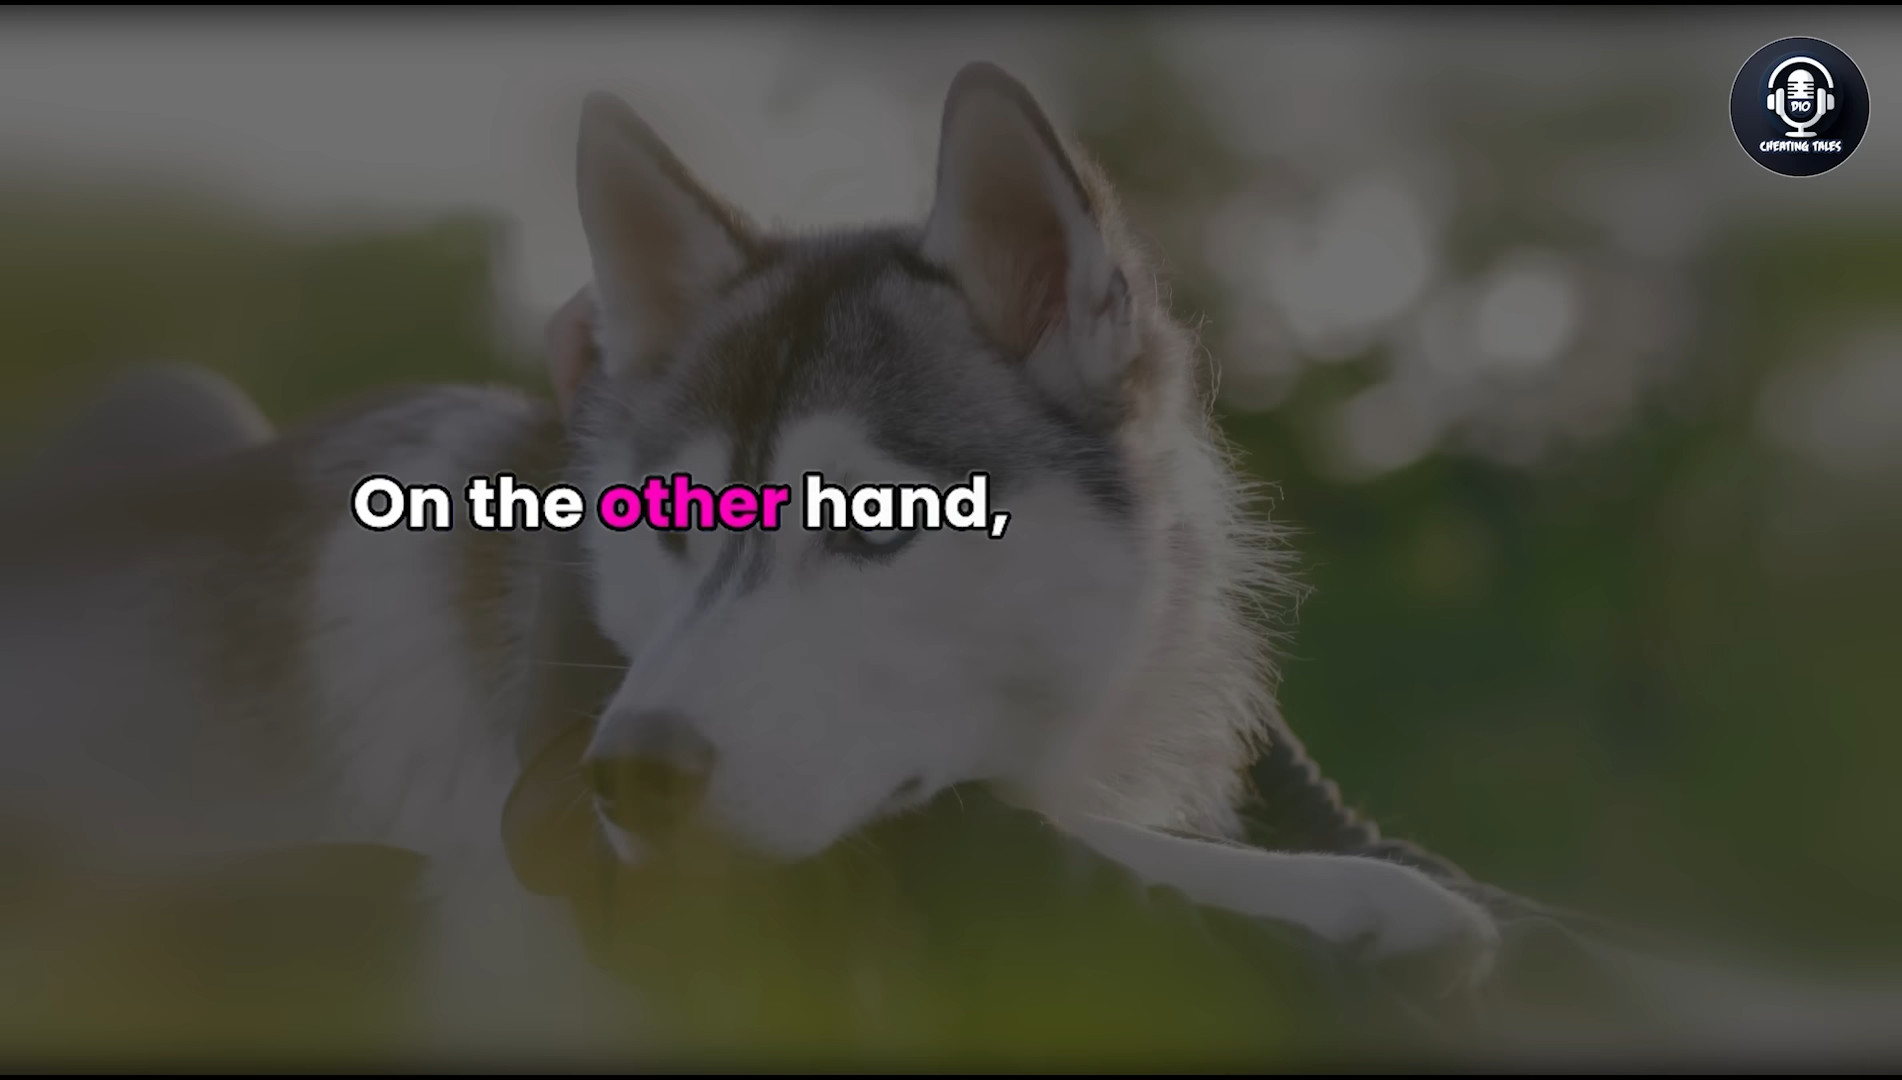 On the other hand,
DIO
CHEATING TALES